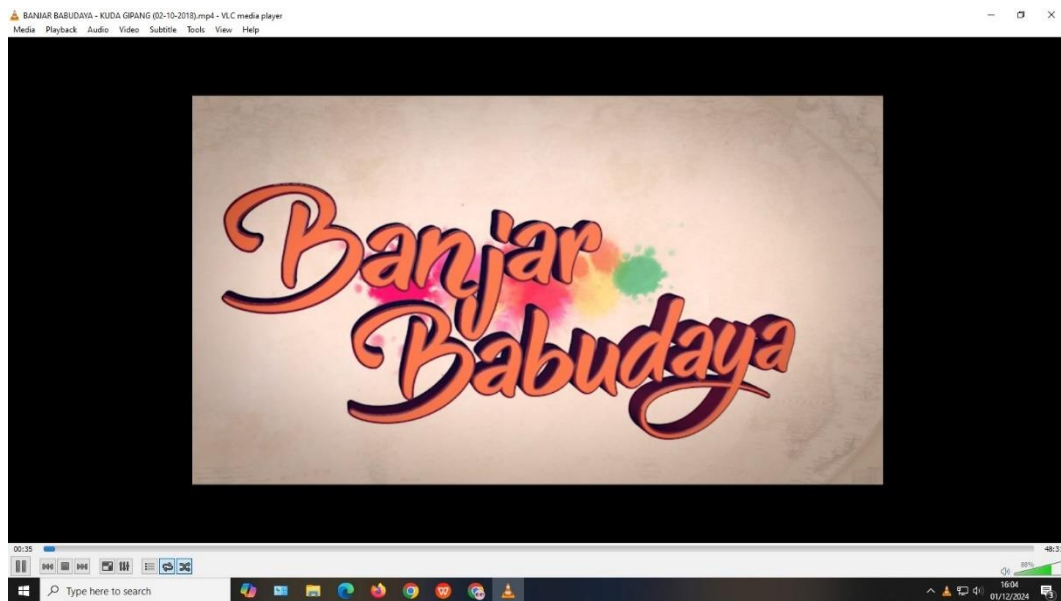 BANJAR BABUDAYA - KUDA GIPANG (02-10-2018).mp4 - VLC media player
Media Playback Audio Video Subtitle Tools View Help
Banjar
Babudaya
00:35
88%
Type here to search
16:04
01/12/2024